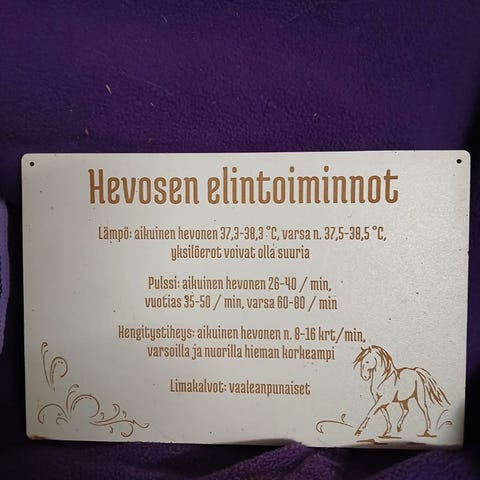 Hevosen elintoiminnot
Lämpö: aikuinen hevonen 37,3-38,3 °C, varsa n. 37,5-38,5 °C,
yksilöerot voivat olla suuria
Pulssi: aikuinen hevonen 26-40 / min,
vuotias 35-50 / min, varsa 60-80 / min
Hengitystiheys: aikuinen hevonen n. 8-16 krt/min,
varsoilla ja nuorilla hieman korkeampi
Limakalvot: vaaleanpunaiset